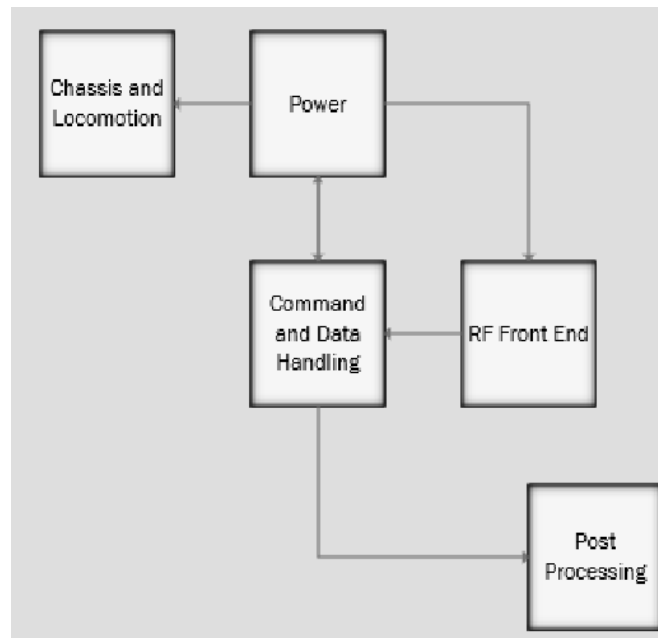 Chassis and
Locomotion
Power
Command
and Data
Handling
RF Front End
Post
Processing